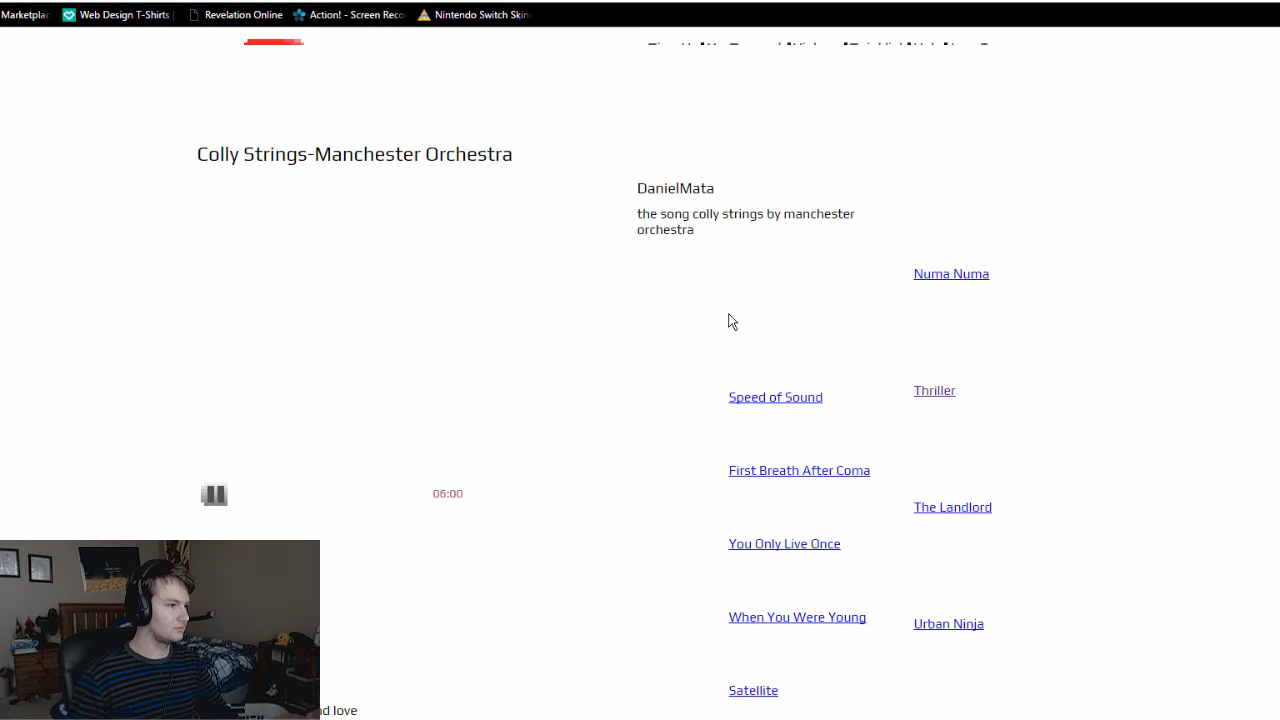 Marketplac
Web Design T-Shirts
Revelation Online
Action! - Screen Reco
Nintendo Switch Skin
Colly Strings-Manchester Orchestra
DanielMata
the song colly strings by manchester
orchestra
Numa Numa
Thriller
Speed of Sound
First Breath After Coma
06:00
The Landlord
You Only Live Once
When You Were Young
Urban Ninja
Satellite
nd love